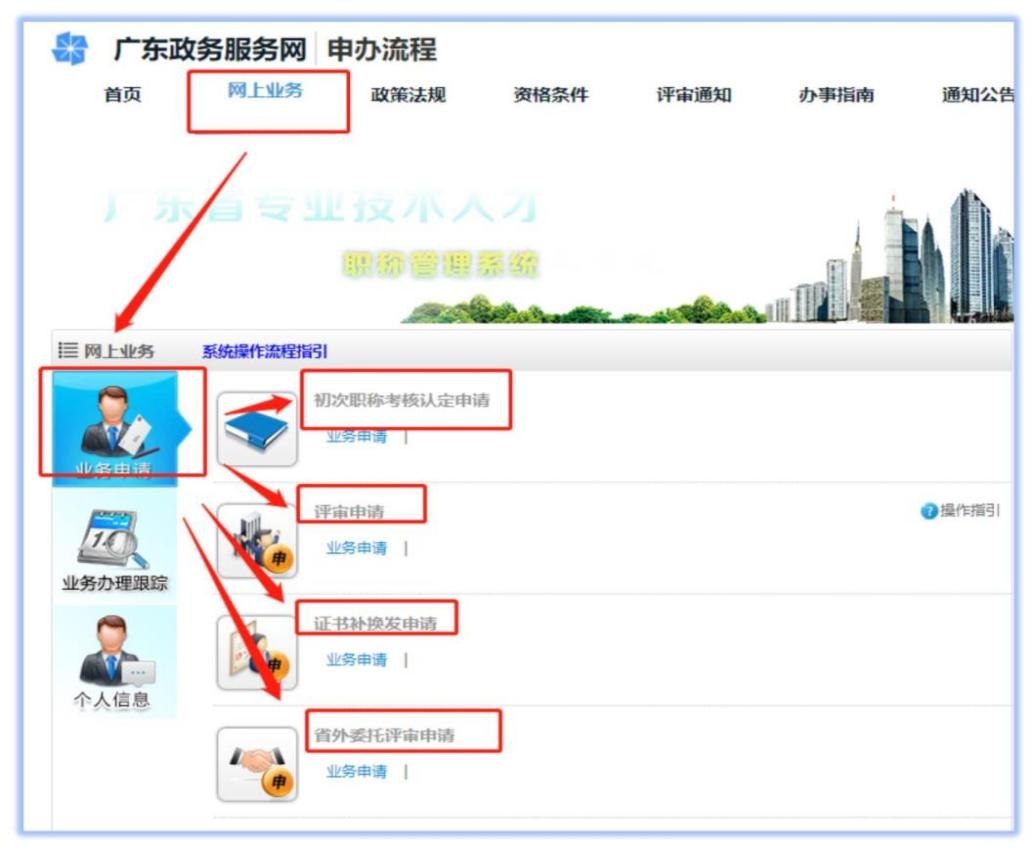 广东政务服务网 申办流程
首页 网上业务 政策法规 资格条件 评审通知 办事指南 通知公告
广东省专业技术人才
职称管理系统
网上业务 系统操作流程指引
初次职称考核认定申请
业务申请 |
业务申请
评审申请
操作指引
业务申请 |
申
业务办理跟踪
证书补换发申请
业务申请 |
申
个人信息
省外委托评审申请
业务申请 |
申